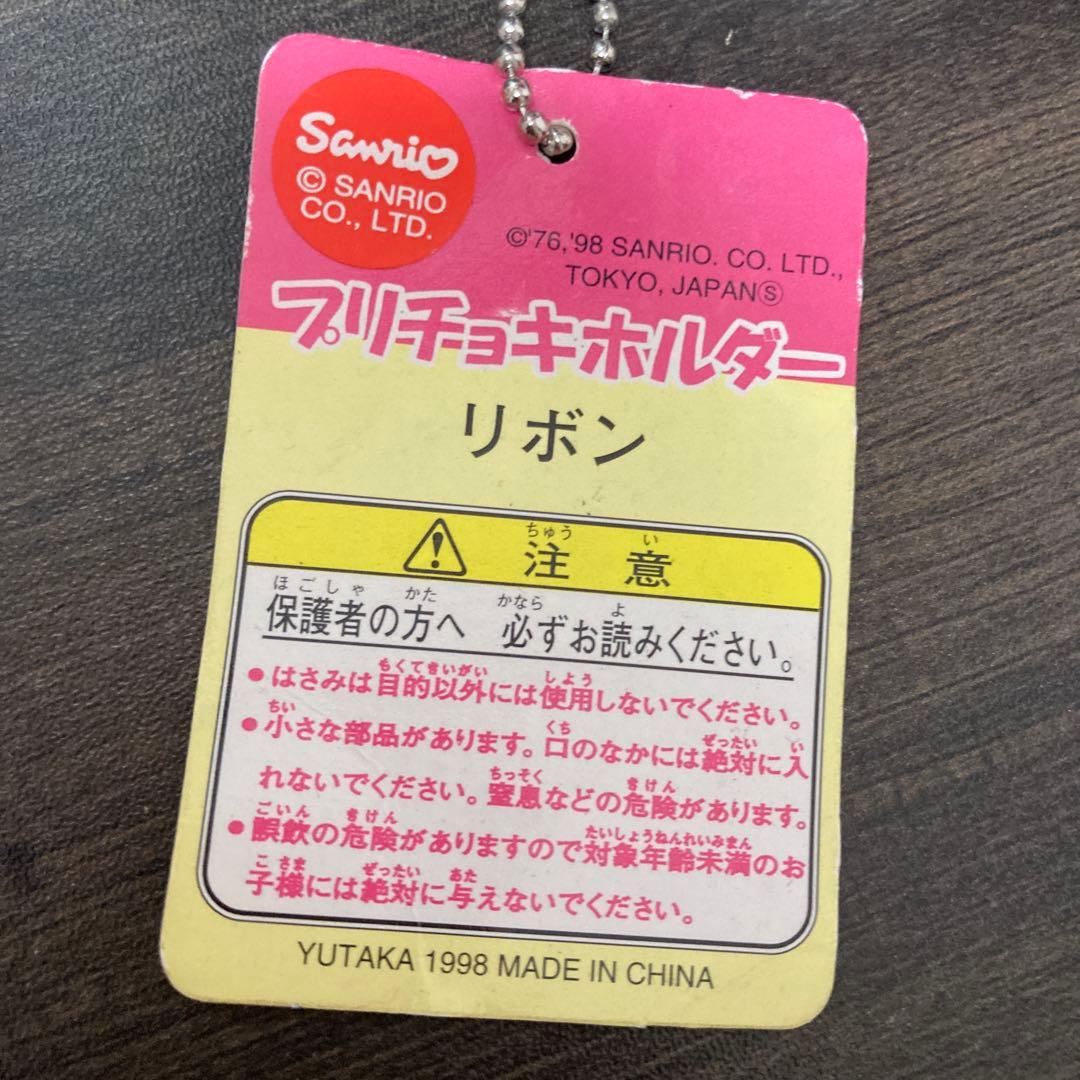 Sanrio
© SANRIO
CO., LTD.
©'76,'98 SANRIO. CO. LTD.,
TOKYO, JAPANⓈ
プリチョキホルダー
リボン
ちゅう い
注 意
ほごしゃ かた かなら よ
保護者の方へ 必ずお読みください。
もくてきいがい しよう
●はさみは目的以外には使用しないでください。
ちい くち ぜったい い
●小さな部品があります。口のなかには絶対に入
ちっそく きけん
れないでください。窒息などの危険があります。
ごいん きけん たいしょうねんれいみまん
●誤飲の危険がありますので対象年齢未満のお
こさま ぜったい あた
子様には絶対に与えないでください。
YUTAKA 1998 MADE IN CHINA